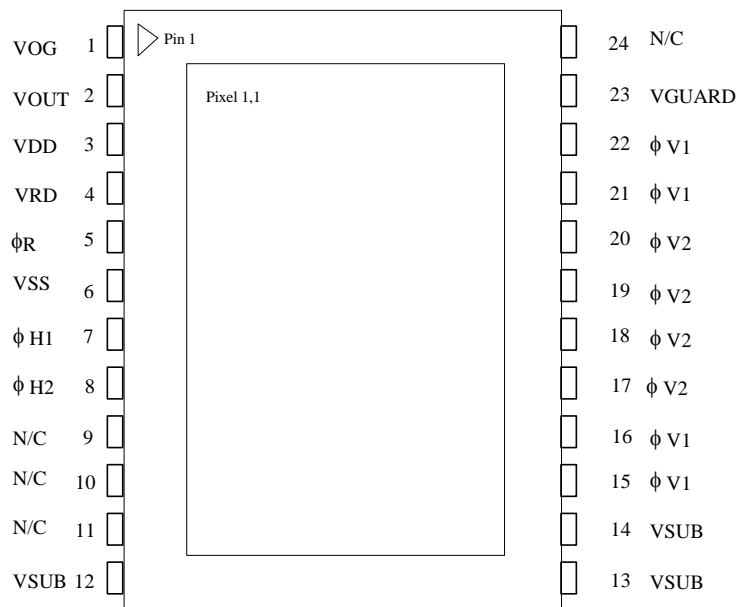 VOG 1 Pin 1 24 N/C
VOUT 2 Pixel 1,1 23 VGUARD
VDD 3 22 ϕ V1
VRD 4 21 ϕ V1
ϕR 5 20 ϕ V2
VSS 6 19 ϕ V2
ϕ H1 7 18 ϕ V2
ϕ H2 8 17 ϕ V2
N/C 9 16 ϕ V1
N/C 10 15 ϕ V1
N/C 11 14 VSUB
VSUB 12 13 VSUB